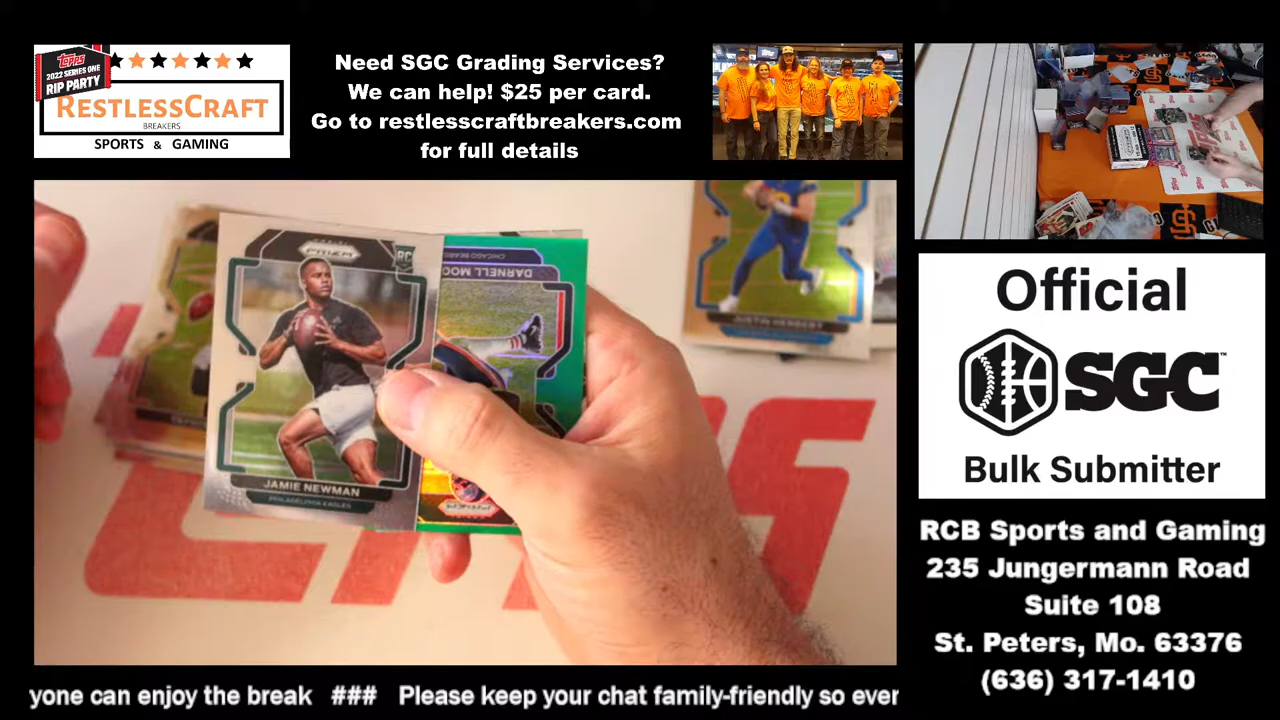 TOPPS
2022 SERIES ONE
RIP PARTY
RESTLESSCRAFT
BREAKERS
SPORTS & GAMING
Need SGC Grading Services?
We can help! $25 per card.
Go to restlesscraftbreakers.com
for full details
PRIZM
RC
JAMIE NEWMAN
PHILADELPHIA EAGLES
CHICAGO BEARS
DARNELL MOO
JUSTIN HERBERT
Official
SGC™
Bulk Submitter
RCB Sports and Gaming
235 Jungermann Road
Suite 108
St. Peters, Mo. 63376
(636) 317-1410
yone can enjoy the break ### Please keep your chat family-friendly so ever